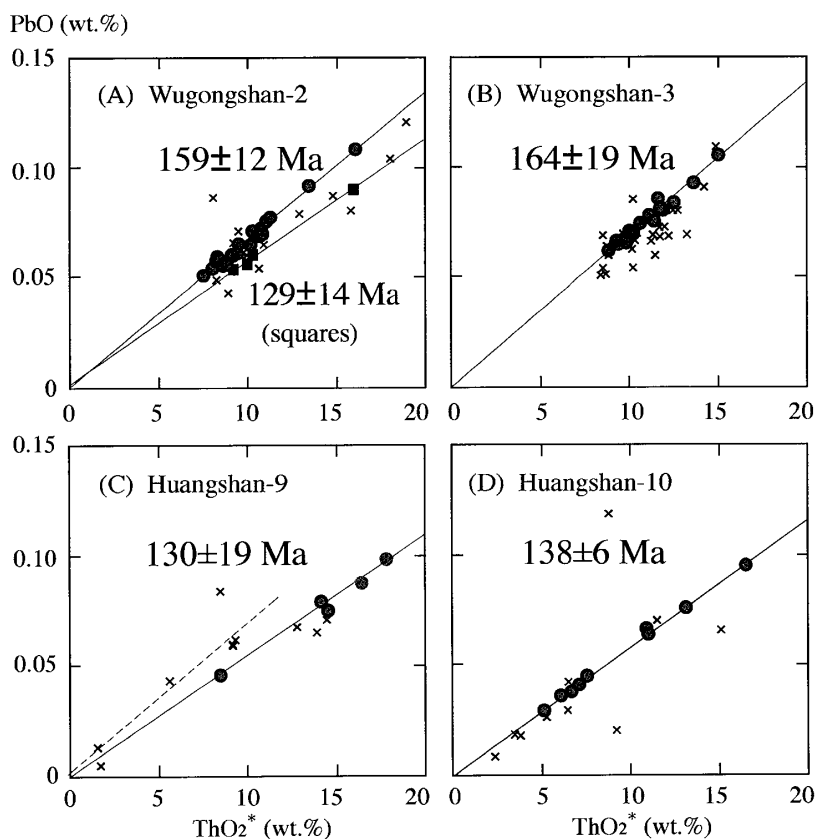 PbO (wt.%)
0.15
(A) Wugongshan-2
(B) Wugongshan-3
159±12 Ma
164±19 Ma
0.10
0.05
129±14 Ma
(squares)
0
0 5 10 15 20
0 5 10 15 20
0.15
(C) Huangshan-9
(D) Huangshan-10
130±19 Ma
138±6 Ma
0.10
0.05
0
0 5 10 15 20
0 5 10 15 20
ThO2* (wt.%)
ThO2* (wt.%)